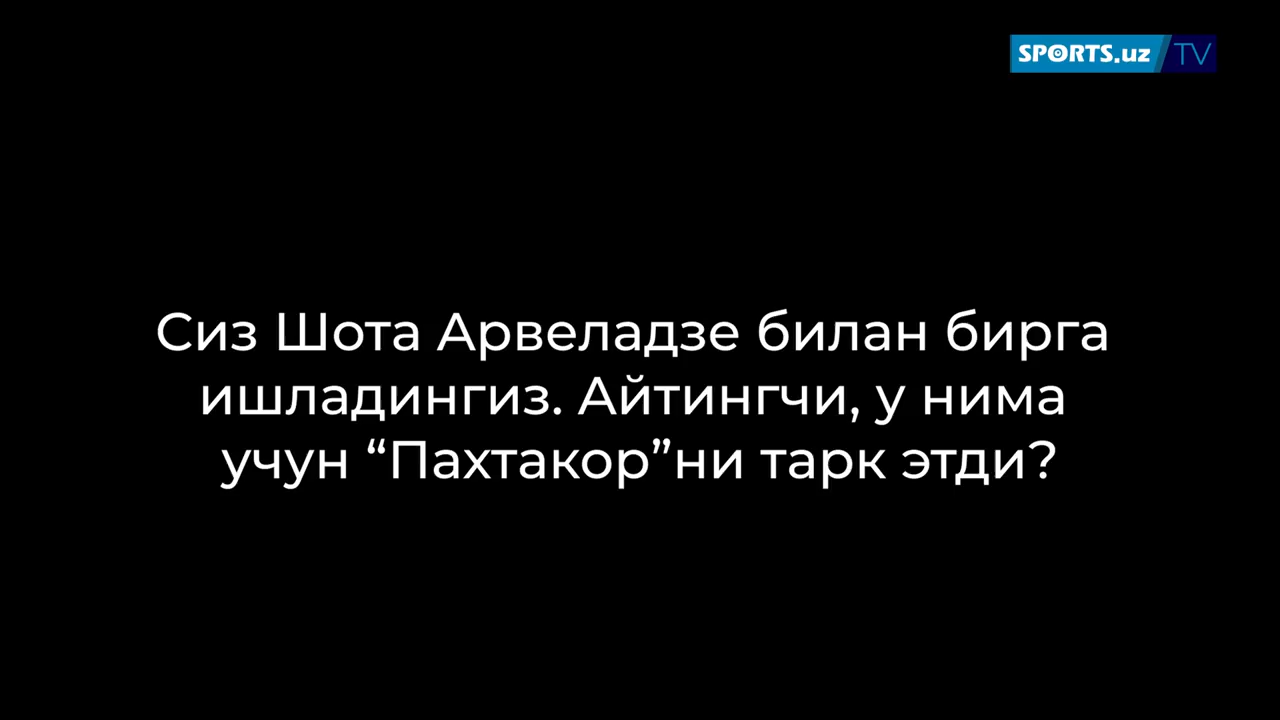 SPORTS.uz TV
Сиз Шота Арвеладзе билан бирга
ишладингиз. Айтингчи, у нима
учун “Пахтакор”ни тарк этди?